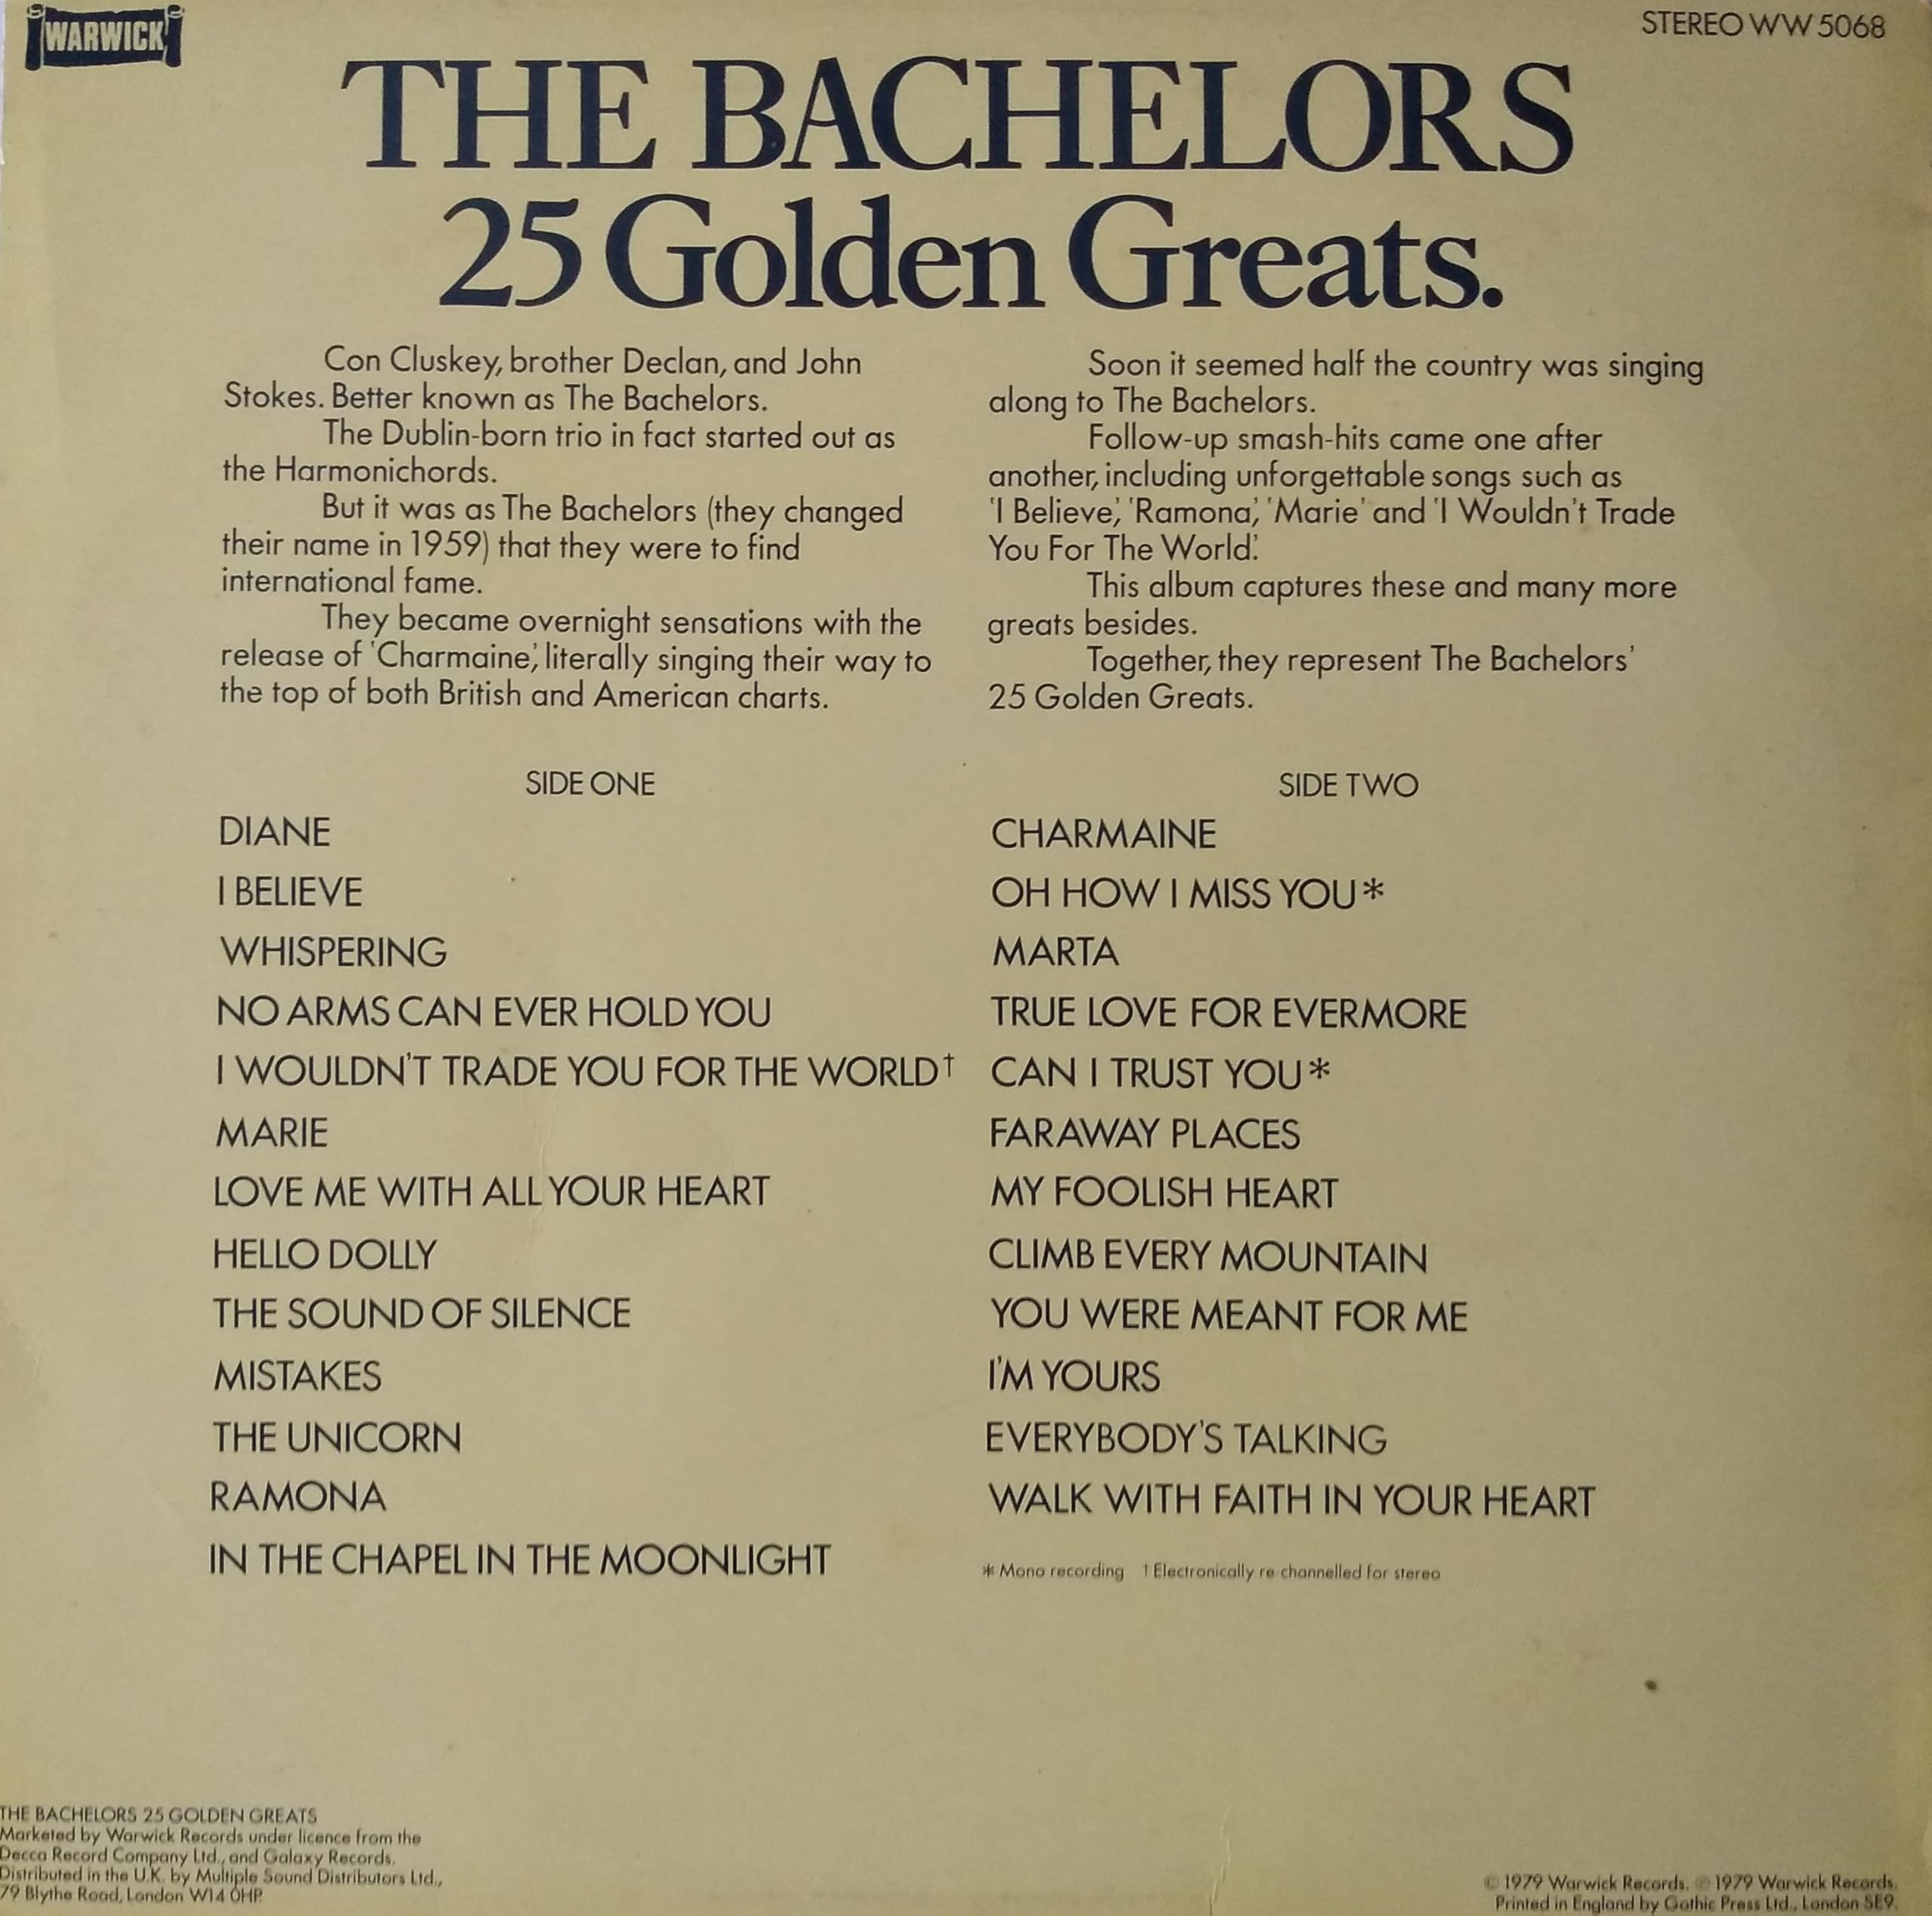 WARWICK
STEREO WW 5068
THE BACHELORS
25 Golden Greats.
Con Cluskey, brother Declan, and John
Stokes. Better known as The Bachelors.
The Dublin-born trio in fact started out as
the Harmonichords.
But it was as The Bachelors (they changed
their name in 1959) that they were to find
international fame.
They became overnight sensations with the
release of 'Charmaine', literally singing their way to
the top of both British and American charts.
Soon it seemed half the country was singing
along to The Bachelors.
Follow-up smash-hits came one after
another, including unforgettable songs such as
'I Believe', 'Ramona', 'Marie' and 'I Wouldn't Trade
You For The World'.
This album captures these and many more
greats besides.
Together, they represent The Bachelors'
25 Golden Greats.
SIDE ONE
DIANE
I BELIEVE
WHISPERING
NO ARMS CAN EVER HOLD YOU
I WOULDN'T TRADE YOU FOR THE WORLD†
MARIE
LOVE ME WITH ALL YOUR HEART
HELLO DOLLY
THE SOUND OF SILENCE
MISTAKES
THE UNICORN
RAMONA
IN THE CHAPEL IN THE MOONLIGHT
SIDE TWO
CHARMAINE
OH HOW I MISS YOU*
MARTA
TRUE LOVE FOR EVERMORE
CAN I TRUST YOU*
FARAWAY PLACES
MY FOOLISH HEART
CLIMB EVERY MOUNTAIN
YOU WERE MEANT FOR ME
I'M YOURS
EVERYBODY'S TALKING
WALK WITH FAITH IN YOUR HEART
* Mono recording † Electronically re channelled for stereo
THE BACHELORS 25 GOLDEN GREATS
Marketed by Warwick Records under licence from the
Decca Record Company Ltd., and Galaxy Records.
Distributed in the U.K. by Multiple Sound Distributors Ltd.,
79 Blythe Road, London W14 0HP.
© 1979 Warwick Records. ℗ 1979 Warwick Records.
Printed in England by Gothic Press Ltd., London SE9.